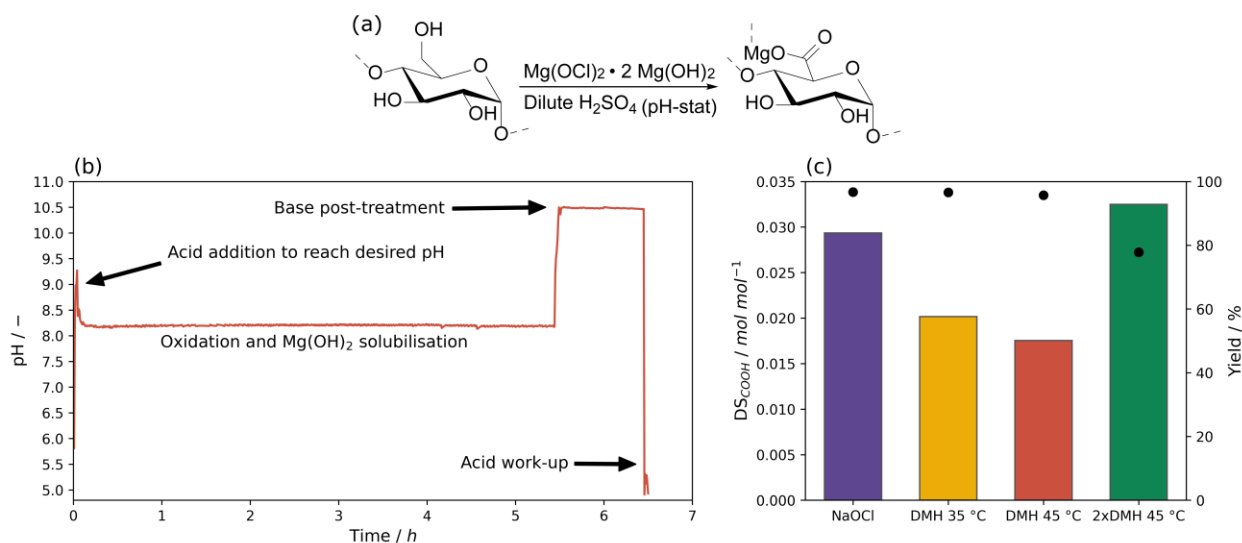 (a)
OH
HO
O
O
HO
OH
O
Mg(OCl)₂ • 2 Mg(OH)₂
Dilute H₂SO₄ (pH-stat)
MgO
O
O
O
HO
OH
O
(b)
11.0
10.5
10.0
9.5
9.0
8.5
8.0
7.5
7.0
6.5
6.0
5.5
5.0
pH / −
Base post-treatment
Acid addition to reach desired pH
Oxidation and Mg(OH)₂ solubilisation
Acid work-up
0 1 2 3 4 5 6 7
Time / h
(c)
0.035
0.030
0.025
0.020
0.015
0.010
0.005
0.000
DS_COOH / mol mol⁻¹
100
80
60
40
20
0
Yield / %
NaOCl DMH 35 °C DMH 45 °C 2xDMH 45 °C